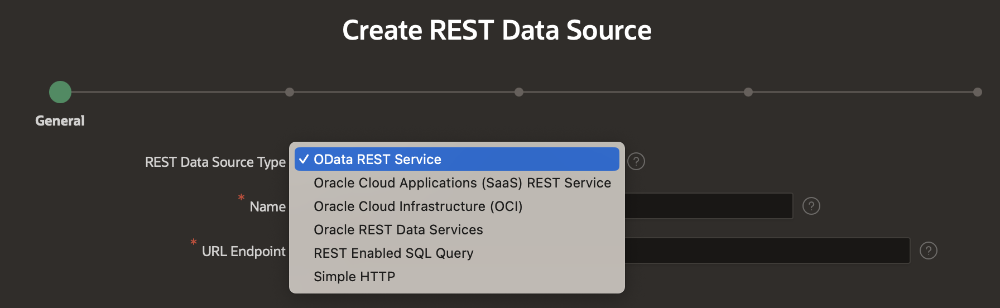 Create REST Data Source
General
REST Data Source Type
✓ OData REST Service
?
Oracle Cloud Applications (SaaS) REST Service
Oracle Cloud Infrastructure (OCI)
Oracle REST Data Services
REST Enabled SQL Query
Simple HTTP
* Name
?
* URL Endpoint
?